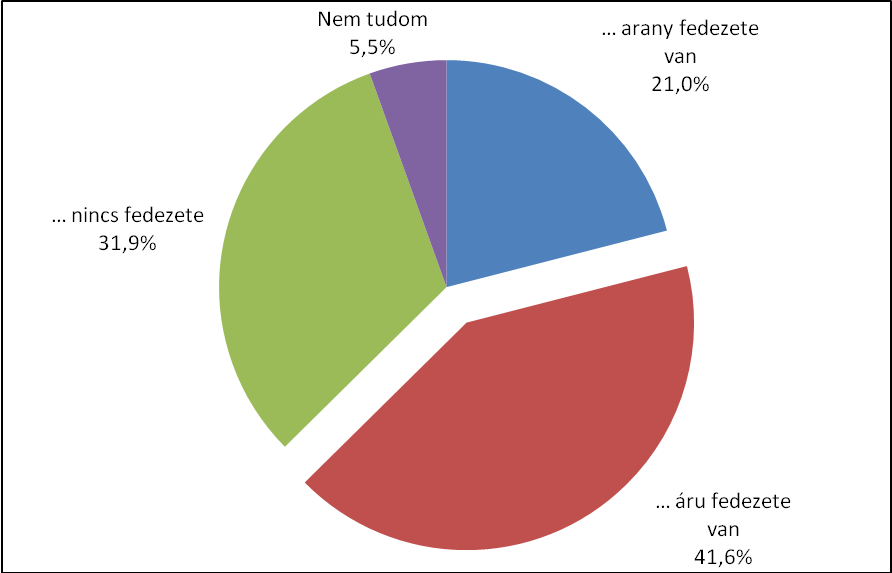 Nem tudom
5,5%
... arany fedezete
van
21,0%
... nincs fedezete
31,9%
... áru fedezete
van
41,6%